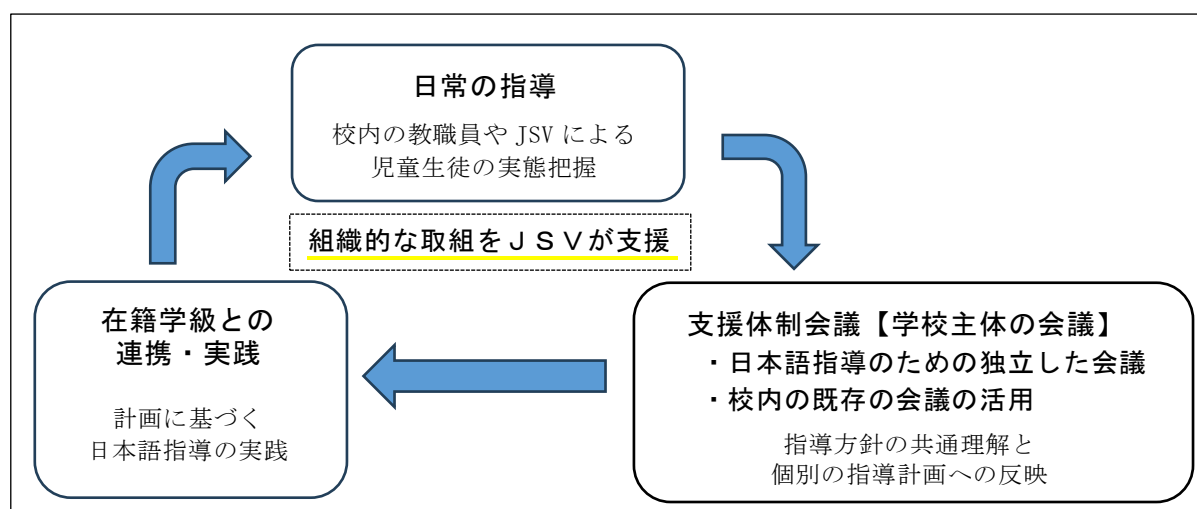 日常の指導
校内の教職員や JSV による
児童生徒の実態把握
組織的な取組をＪＳＶが支援
在籍学級との
連携・実践
計画に基づく
日本語指導の実践
支援体制会議【学校主体の会議】
・日本語指導のための独立した会議
・校内の既存の会議の活用
指導方針の共通理解と
個別の指導計画への反映